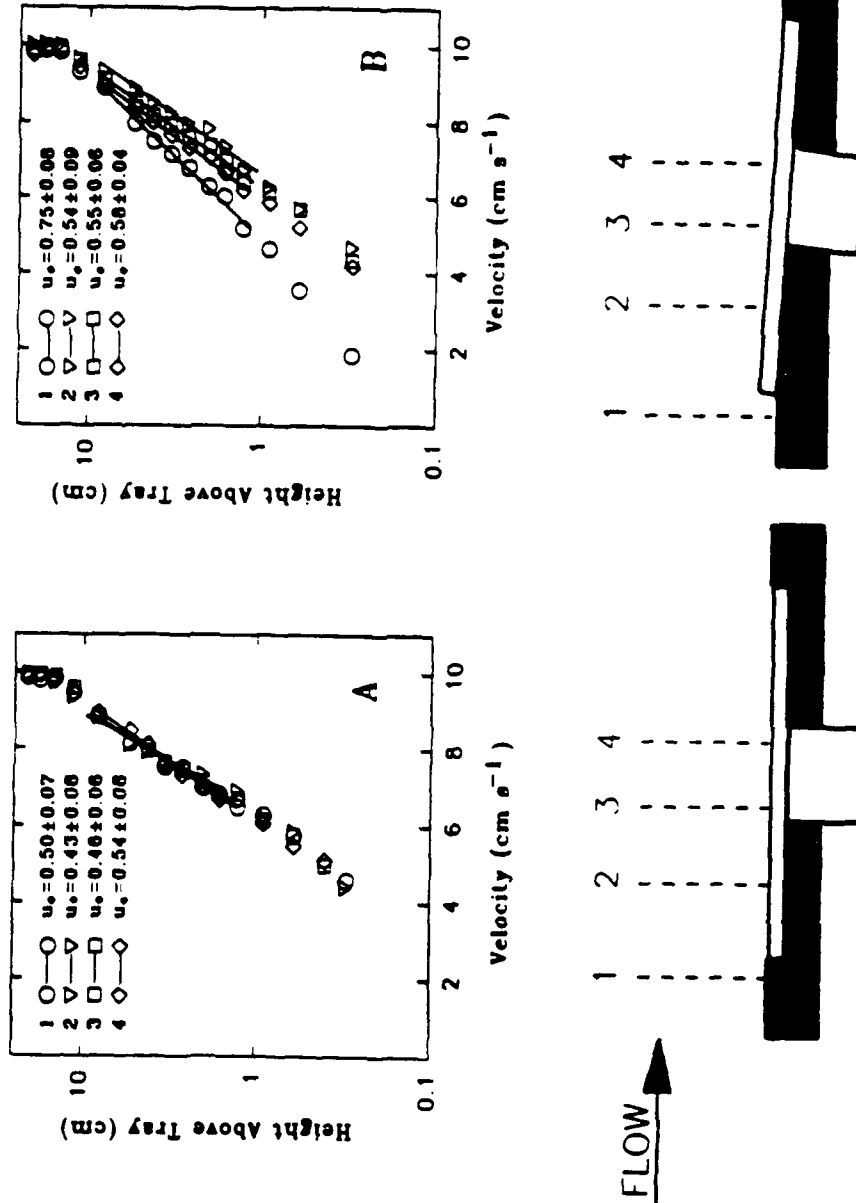 10
1
0.1
Height Above Tray (cm)
1 ○—○ u*=0.50±0.07
2 ▽—▽ u*=0.43±0.08
3 □—□ u*=0.46±0.06
4 ◇—◇ u*=0.54±0.08
A
2 4 6 8 10
Velocity (cm s⁻¹)
10
1
0.1
Height Above Tray (cm)
1 ○—○ u*=0.75±0.08
2 ▽—▽ u*=0.54±0.09
3 □—□ u*=0.55±0.06
4 ◇—◇ u*=0.58±0.04
B
2 4 6 8 10
Velocity (cm s⁻¹)
FLOW
1 2 3 4
1 2 3 4